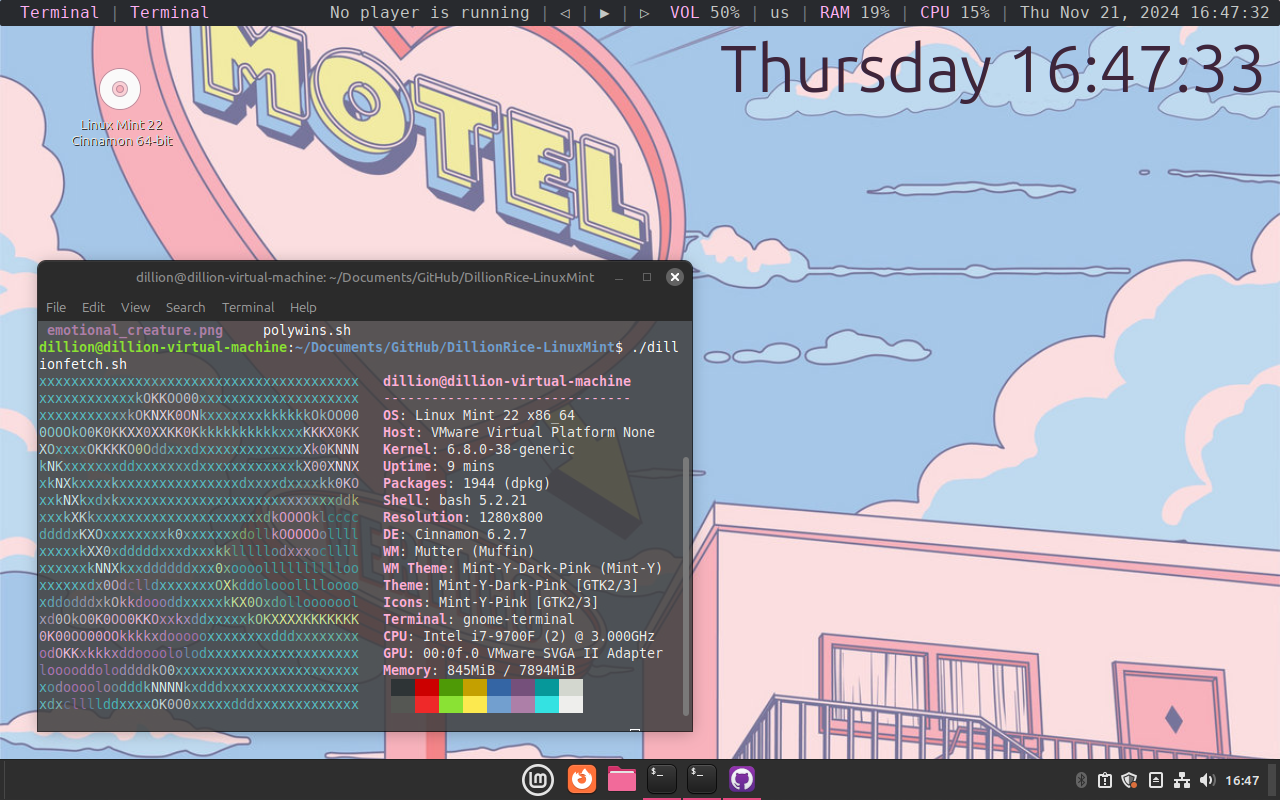 Terminal | Terminal
No player is running | ◁ | ▶ | ▷ VOL 50% | us | RAM 19% | CPU 15% | Thu Nov 21, 2024 16:47:32
Thursday 16:47:33
MOTEL
Linux Mint 22
Cinnamon 64-bit
dillion@dillion-virtual-machine: ~/Documents/GitHub/DillionRice-LinuxMint
File Edit View Search Terminal Help
emotional_creature.png polywins.sh
dillion@dillion-virtual-machine:~/Documents/GitHub/DillionRice-LinuxMint$ ./dill
ionfetch.sh
dillion@dillion-virtual-machine
-------------------------------
OS: Linux Mint 22 x86_64
Host: VMware Virtual Platform None
Kernel: 6.8.0-38-generic
Uptime: 9 mins
Packages: 1944 (dpkg)
Shell: bash 5.2.21
Resolution: 1280x800
DE: Cinnamon 6.2.7
WM: Mutter (Muffin)
WM Theme: Mint-Y-Dark-Pink (Mint-Y)
Theme: Mint-Y-Dark-Pink [GTK2/3]
Icons: Mint-Y-Pink [GTK2/3]
Terminal: gnome-terminal
CPU: Intel i7-9700F (2) @ 3.000GHz
GPU: 00:0f.0 VMware SVGA II Adapter
Memory: 845MiB / 7894MiB
16:47